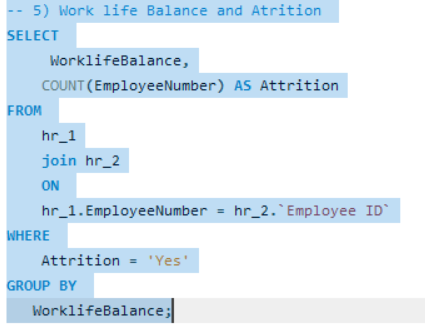 -- 5) Work life Balance and Atrition
SELECT
WorklifeBalance,
COUNT(EmployeeNumber) AS Attrition
FROM
hr_1
join hr_2
ON
hr_1.EmployeeNumber = hr_2.`Employee ID`
WHERE
Attrition = 'Yes'
GROUP BY
WorklifeBalance;